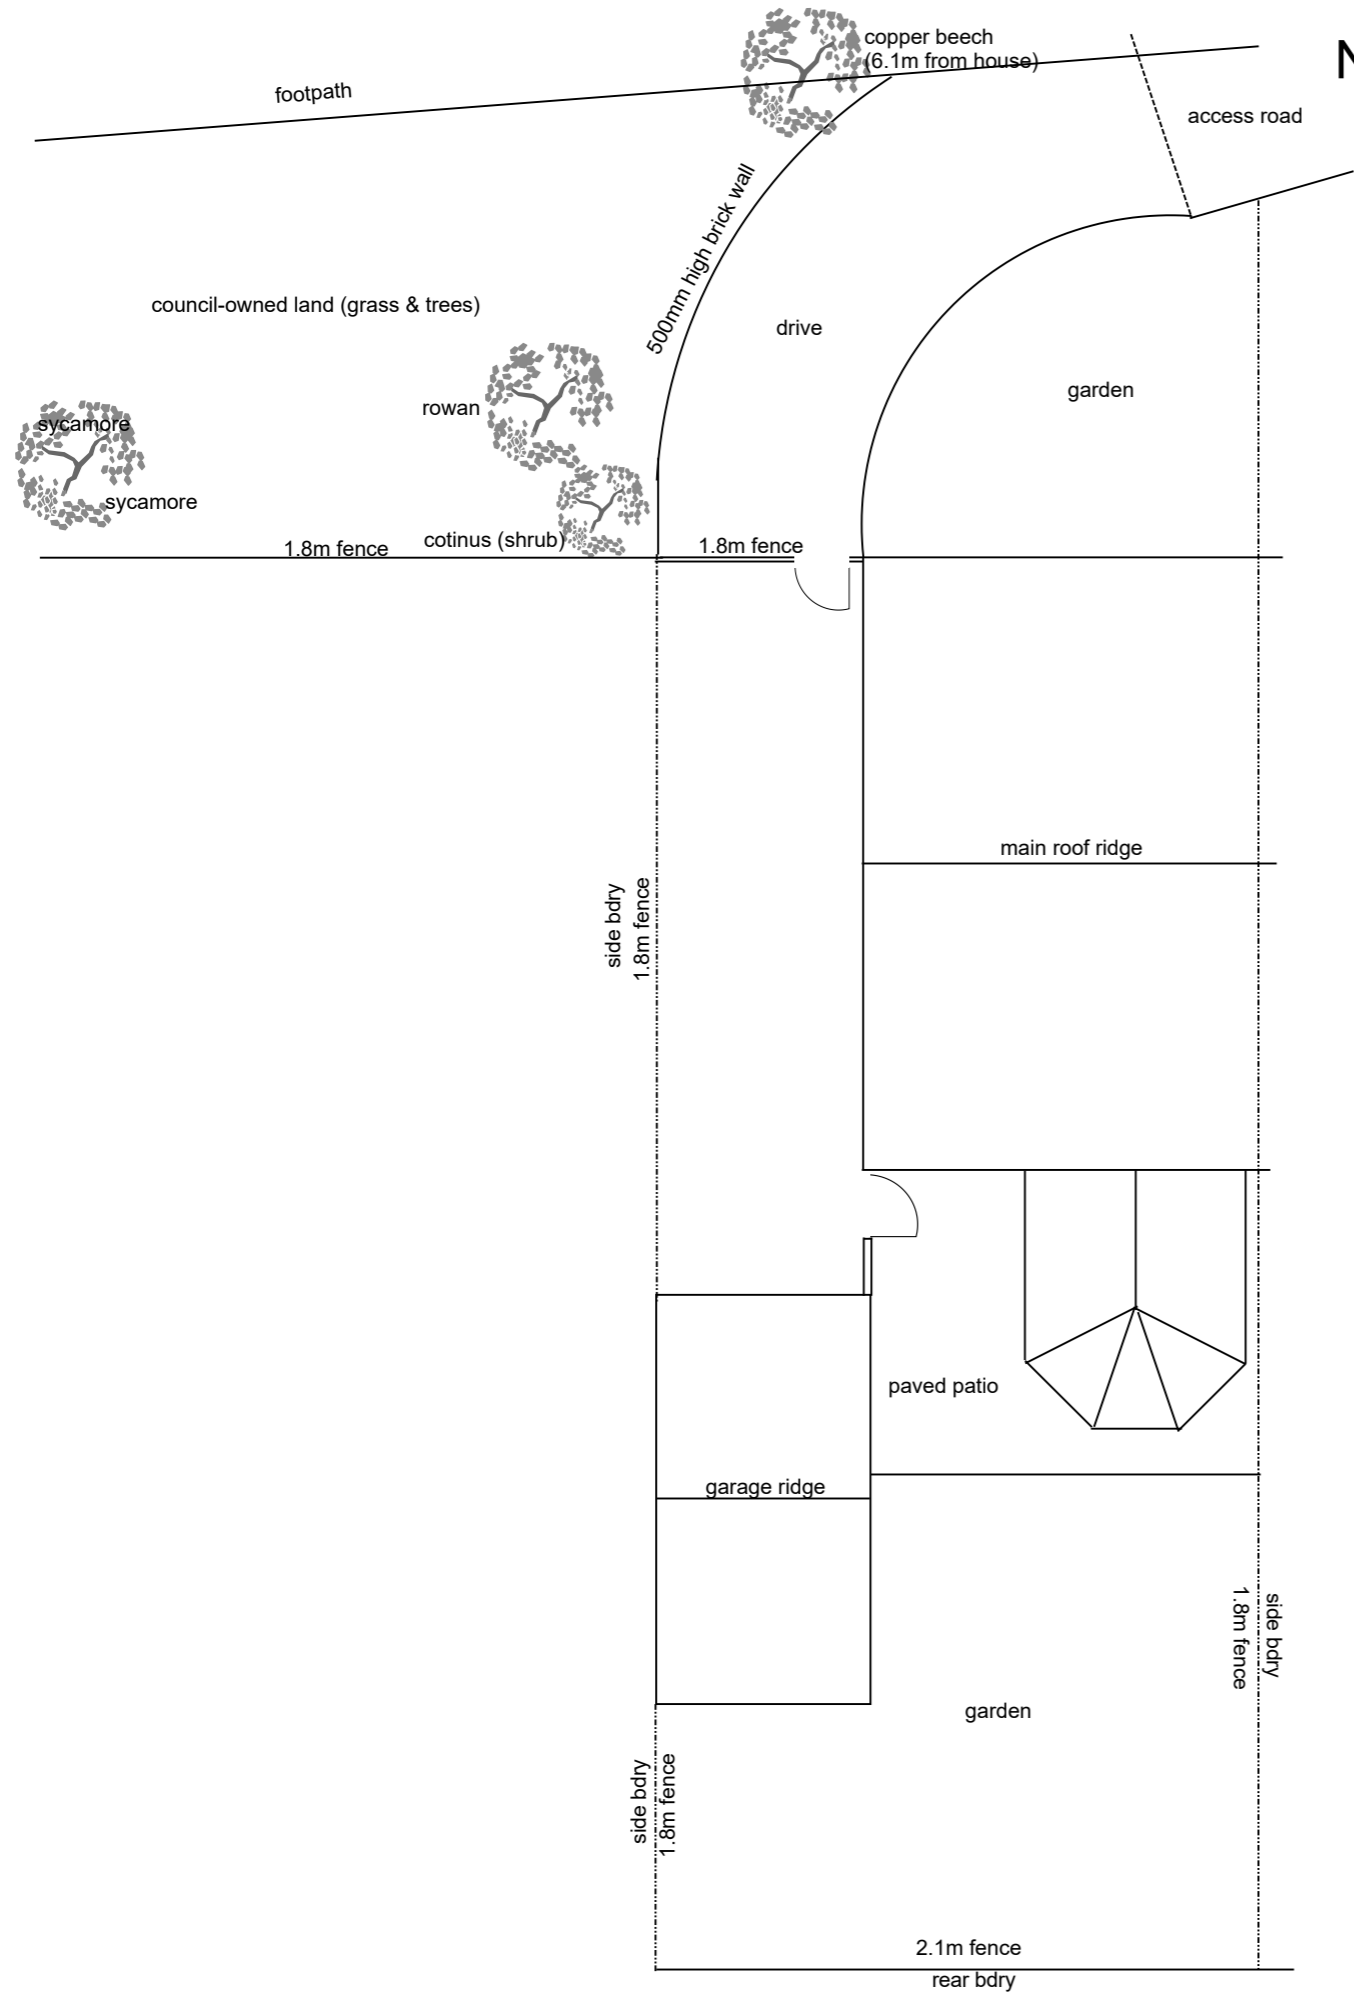 copper beech
(6.1m from house)
N
footpath
access road
500mm high brick wall
council-owned land (grass & trees)
drive
garden
rowan
sycamore
sycamore
cotinus (shrub)
1.8m fence
1.8m fence
main roof ridge
side bdry
1.8m fence
paved patio
garage ridge
side bdry
1.8m fence
garden
side bdry
1.8m fence
2.1m fence
rear bdry